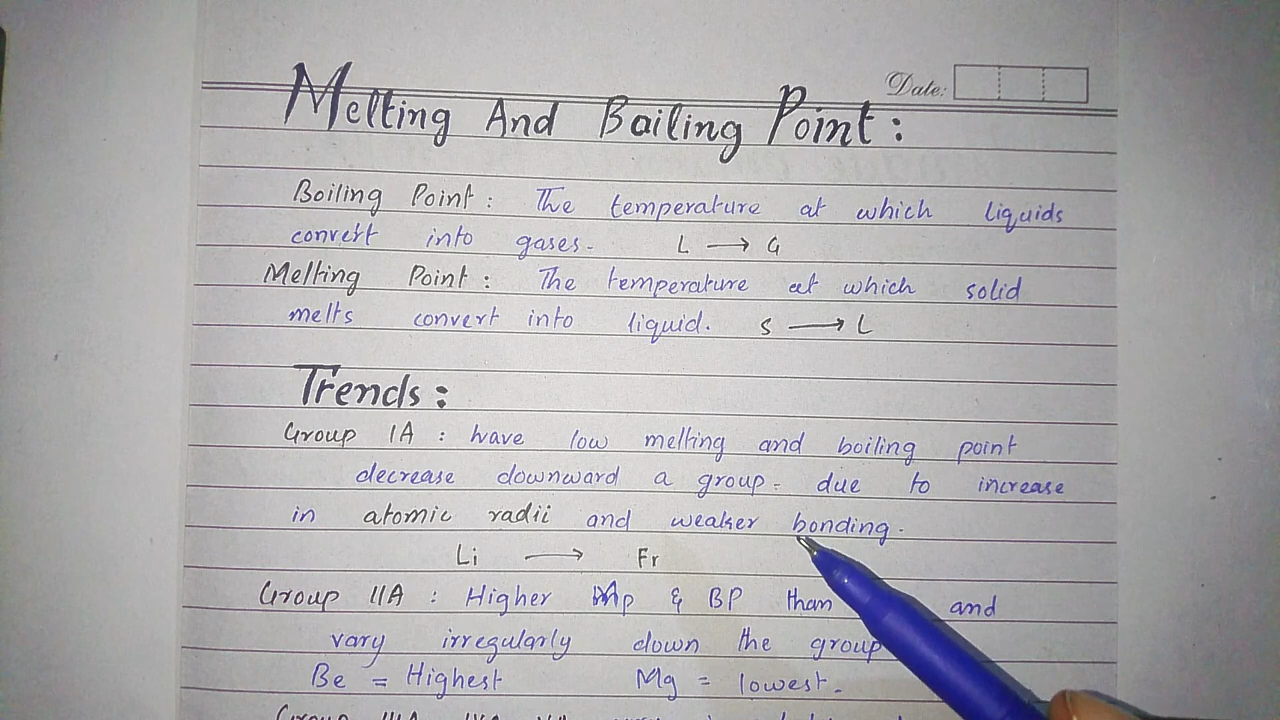 Date:
Melting And Boiling Point:
Boiling Point: The temperature at which liquids
convert into gases. L → G
Melting Point: The temperature at which solid
melts convert into liquid. S → L
Trends:
Group IA: have low melting and boiling point
decrease downward a group. due to increase
in atomic radii and weaker bonding.
Li → Fr
Group IIA: Higher Mp & BP than and
vary irregularly down the group
Be = Highest Mg = lowest.